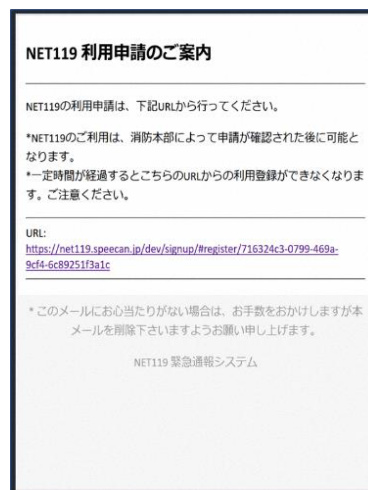 NET119 利用申請のご案内
NET119の利用申請は、下記URLから行ってください。
*NET119のご利用は、消防本部によって申請が確認された後に可能と
なります。
*一定時間が経過するとこちらのURLからの利用登録ができなくなりま
す。ご注意ください。
URL:
https://net119.speecan.jp/dev/signup/#register/716324c3-0799-469a-
9cf4-6c89251f3a1c
* このメールにお心当たりがない場合は、お手数をおかけしますが本
メールを削除下さいますようお願い申し上げます。
NET119 緊急通報システム